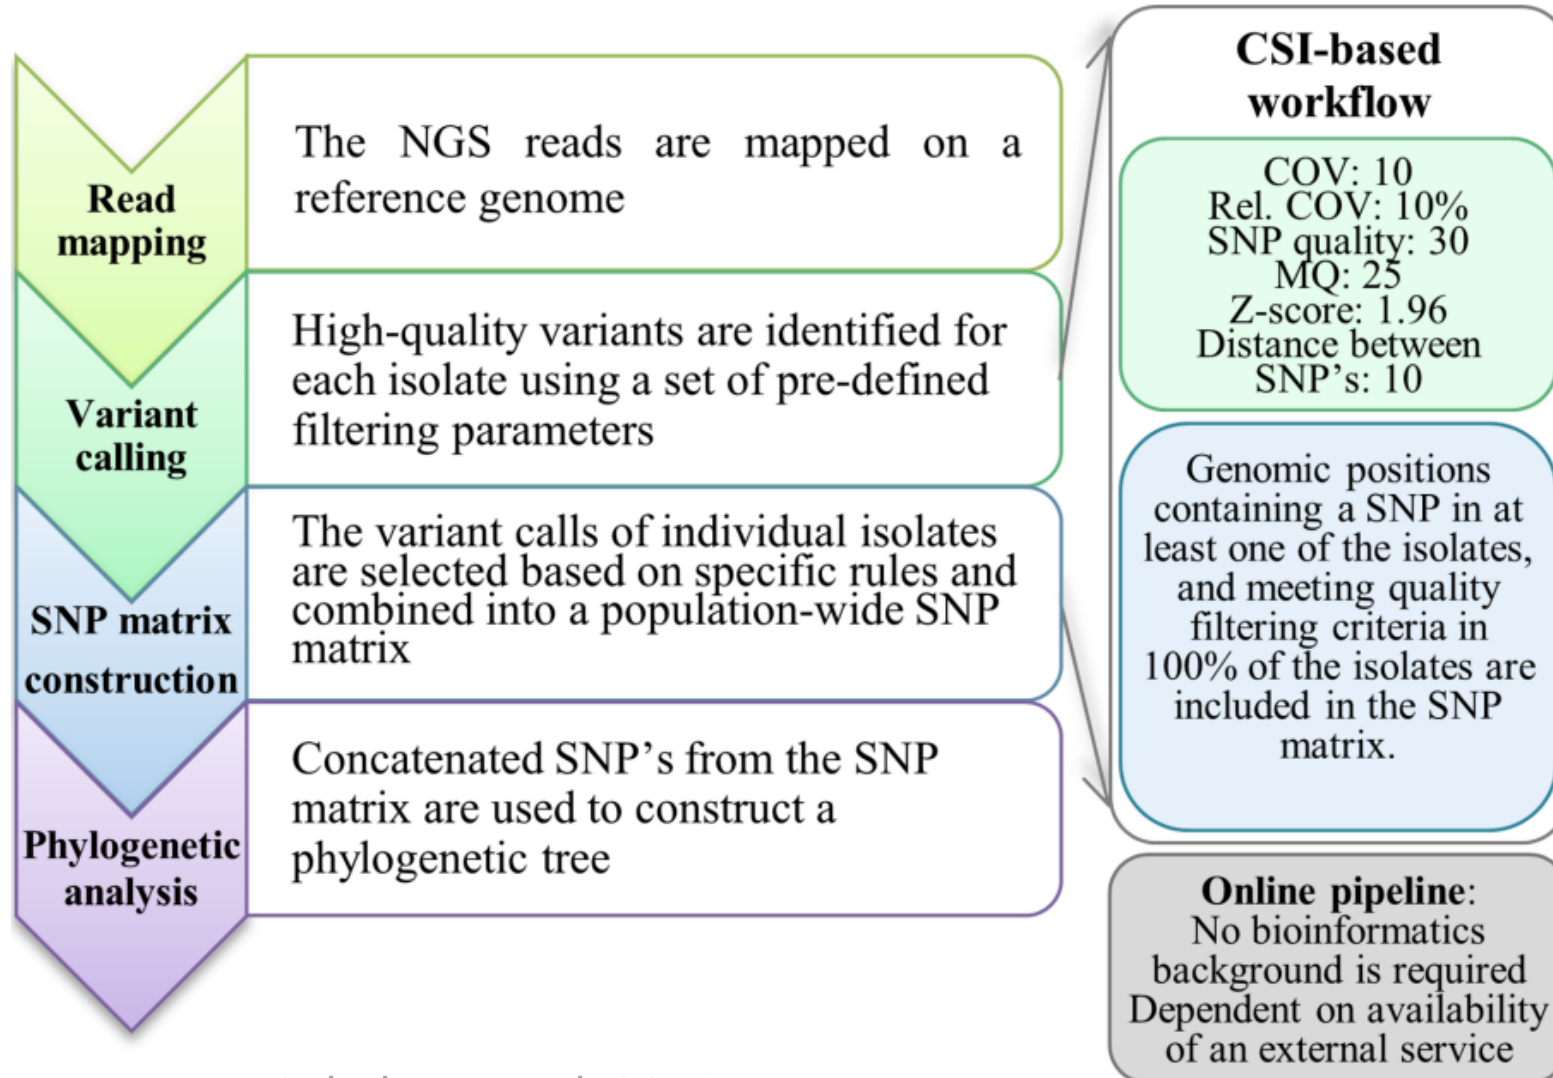 Read
mapping
The NGS reads are mapped on a
reference genome
Variant
calling
High-quality variants are identified for
each isolate using a set of pre-defined
filtering parameters
SNP matrix
construction
The variant calls of individual isolates
are selected based on specific rules and
combined into a population-wide SNP
matrix
Phylogenetic
analysis
Concatenated SNP’s from the SNP
matrix are used to construct a
phylogenetic tree
CSI-based
workflow
COV: 10
Rel. COV: 10%
SNP quality: 30
MQ: 25
Z-score: 1.96
Distance between
SNP’s: 10
Genomic positions
containing a SNP in at
least one of the isolates,
and meeting quality
filtering criteria in
100% of the isolates are
included in the SNP
matrix.
Online pipeline:
No bioinformatics
background is required
Dependent on availability
of an external service